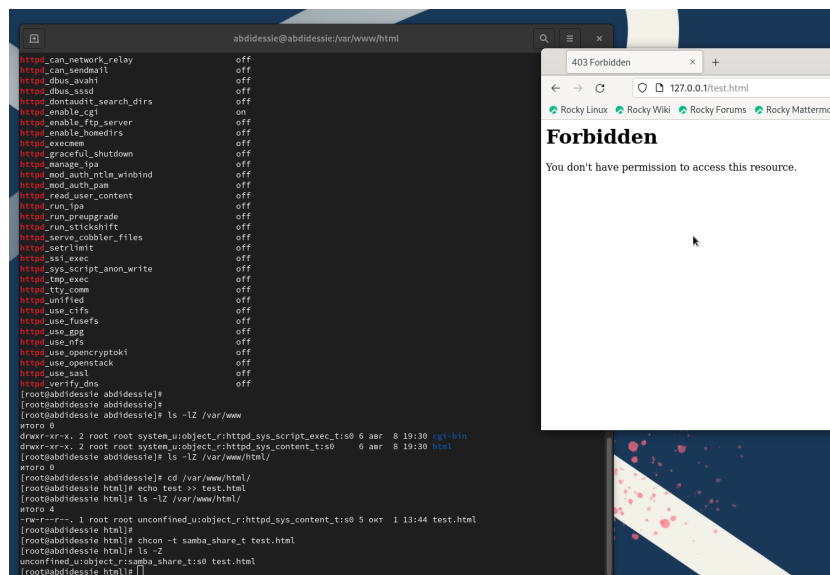 abdidessie@abdidessie:/var/www/html
httpd_can_network_relay off
httpd_can_sendmail off
httpd_dbus_avahi off
httpd_dbus_sssd off
httpd_dontaudit_search_dirs off
httpd_enable_cgi on
httpd_enable_ftp_server off
httpd_enable_homedirs off
httpd_execmem off
httpd_graceful_shutdown off
httpd_manage_ipa off
httpd_mod_auth_ntlm_winbind off
httpd_mod_auth_pam off
httpd_read_user_content off
httpd_run_ipa off
httpd_run_preupgrade off
httpd_run_stickshift off
httpd_serve_cobbler_files off
httpd_setrlimit off
httpd_ssi_exec off
httpd_sys_script_anon_write off
httpd_tmp_exec off
httpd_tty_comm off
httpd_unified off
httpd_use_cifs off
httpd_use_fusefs off
httpd_use_gpg off
httpd_use_nfs off
httpd_use_opencryptoki off
httpd_use_openstack off
httpd_use_sasl off
httpd_verify_dns off
[root@abdidessie abdidessie]#
[root@abdidessie abdidessie]#
[root@abdidessie abdidessie]# ls -lZ /var/www
итого 0
drwxr-xr-x. 2 root root system_u:object_r:httpd_sys_script_exec_t:s0 6 авг 8 19:30 cgi-bin
drwxr-xr-x. 2 root root system_u:object_r:httpd_sys_content_t:s0 6 авг 8 19:30 html
[root@abdidessie abdidessie]# ls -lZ /var/www/html/
итого 0
[root@abdidessie abdidessie]# cd /var/www/html/
[root@abdidessie html]# echo test >> test.html
[root@abdidessie html]# ls -lZ /var/www/html/
итого 4
-rw-r--r--. 1 root root unconfined_u:object_r:httpd_sys_content_t:s0 5 окт 1 13:44 test.html
[root@abdidessie html]#
[root@abdidessie html]# chcon -t samba_share_t test.html
[root@abdidessie html]# ls -Z
unconfined_u:object_r:samba_share_t:s0 test.html
[root@abdidessie html]#
403 Forbidden
127.0.0.1/test.html
Rocky Linux Rocky Wiki Rocky Forums Rocky Mattermo
Forbidden
You don't have permission to access this resource.